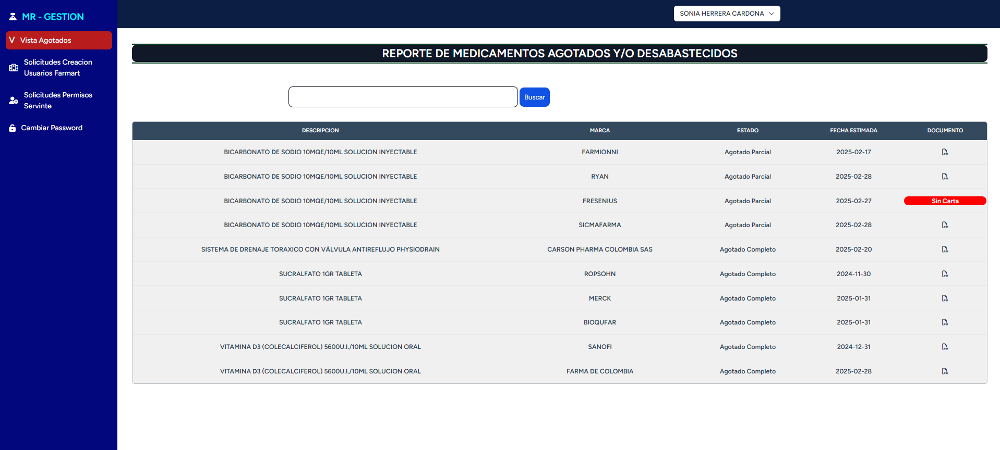 MR - GESTION
SONIA HERRERA CARDONA
V Vista Agotados
Solicitudes Creacion
Usuarios Farmart
Solicitudes Permisos
Servinte
Cambiar Password
REPORTE DE MEDICAMENTOS AGOTADOS Y/O DESABASTECIDOS
Buscar
DESCRIPCION MARCA ESTADO FECHA ESTIMADA DOCUMENTO
BICARBONATO DE SODIO 10MQE/10ML SOLUCION INYECTABLE FARMIONNI Agotado Parcial 2025-02-17
BICARBONATO DE SODIO 10MQE/10ML SOLUCION INYECTABLE RYAN Agotado Parcial 2025-02-28
BICARBONATO DE SODIO 10MQE/10ML SOLUCION INYECTABLE FRESENIUS Agotado Parcial 2025-02-27 Sin Carta
BICARBONATO DE SODIO 10MQE/10ML SOLUCION INYECTABLE SICMAFARMA Agotado Parcial 2025-02-28
SISTEMA DE DRENAJE TORAXICO CON VÁLVULA ANTIREFLUJO PHYSIODRAIN CARSON PHARMA COLOMBIA SAS Agotado Completo 2025-02-20
SUCRALFATO 1GR TABLETA ROPSOHN Agotado Completo 2024-11-30
SUCRALFATO 1GR TABLETA MERCK Agotado Completo 2025-01-31
SUCRALFATO 1GR TABLETA BIOQUFAR Agotado Completo 2025-01-31
VITAMINA D3 (COLECALCIFEROL) 5600U.I./10ML SOLUCION ORAL SANOFI Agotado Completo 2024-12-31
VITAMINA D3 (COLECALCIFEROL) 5600U.I./10ML SOLUCION ORAL FARMA DE COLOMBIA Agotado Completo 2025-02-28